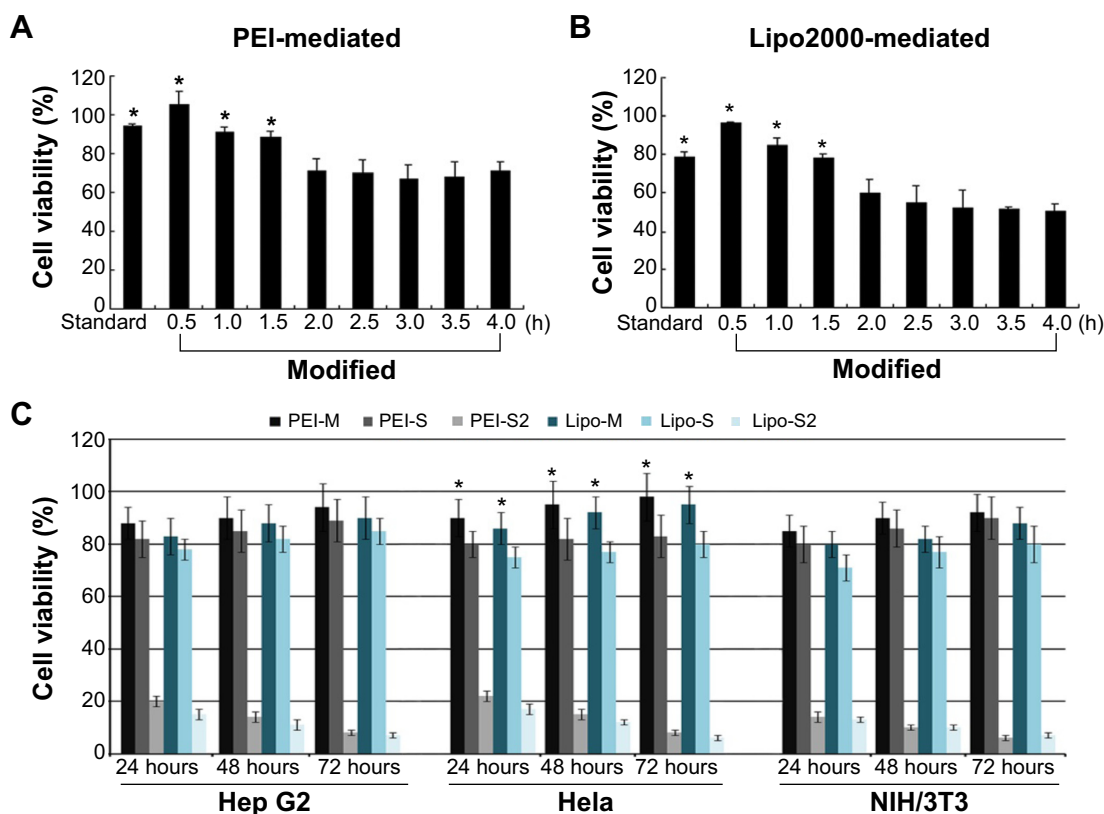 A
PEI-mediated
Cell viability (%)
120
100
80
60
40
20
0
* * * *
Standard 0.5 1.0 1.5 2.0 2.5 3.0 3.5 4.0 (h)
Modified
B
Lipo2000-mediated
Cell viability (%)
120
100
80
60
40
20
0
* * * *
Standard 0.5 1.0 1.5 2.0 2.5 3.0 3.5 4.0 (h)
Modified
C
PEI-M PEI-S PEI-S2 Lipo-M Lipo-S Lipo-S2
Cell viability (%)
120
100
80
60
40
20
0
* * * * * *
24 hours 48 hours 72 hours 24 hours 48 hours 72 hours 24 hours 48 hours 72 hours
Hep G2 Hela NIH/3T3